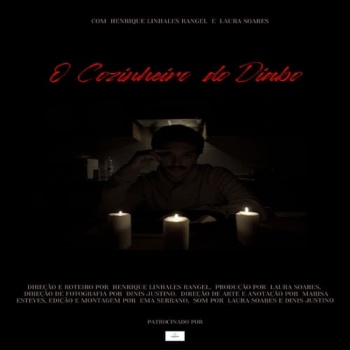 COM HENRIQUE LINHALES RANGEL E LAURA SOARES
O Cozinheiro do Diabo
DIREÇÃO E ROTEIRO POR HENRIQUE LINHALES RANGEL, PRODUÇÃO POR LAURA SOARES,
DIREÇÃO DE FOTOGRAFIA POR DINIS JUSTINO, DIREÇÃO DE ARTE E ANOTAÇÃO POR MARISA
ESTEVES, EDIÇÃO E MONTAGEM POR EMA SERRANO, SOM POR LAURA SOARES E DINIS JUSTINO
PATROCINADO POR